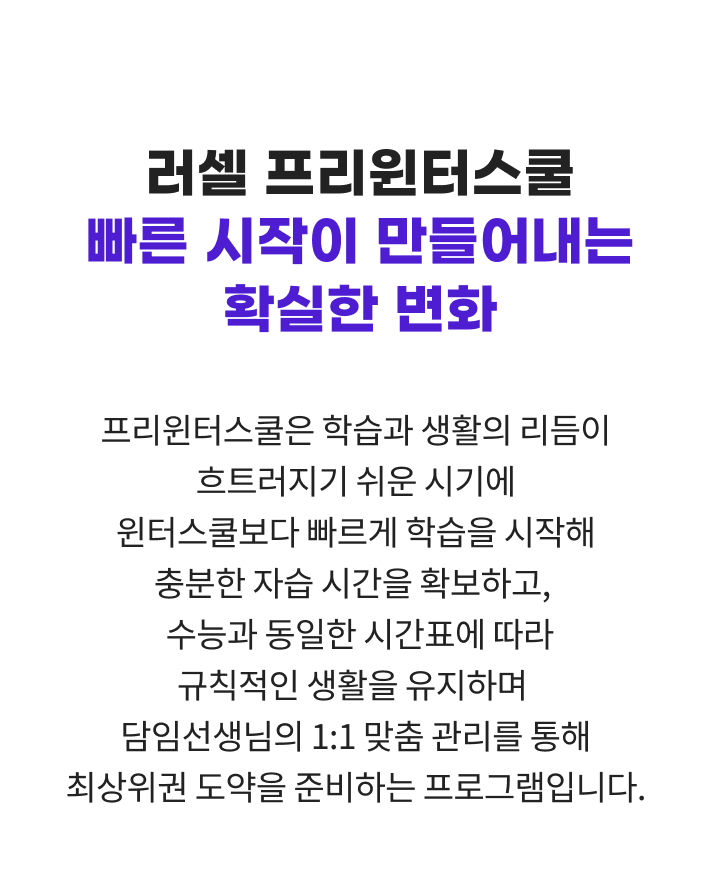 러셀 프리윈터스쿨
빠른 시작이 만들어내는
확실한 변화
프리윈터스쿨은 학습과 생활의 리듬이
흐트러지기 쉬운 시기에
윈터스쿨보다 빠르게 학습을 시작해
충분한 자습 시간을 확보하고,
수능과 동일한 시간표에 따라
규칙적인 생활을 유지하며
담임선생님의 1:1 맞춤 관리를 통해
최상위권 도약을 준비하는 프로그램입니다.